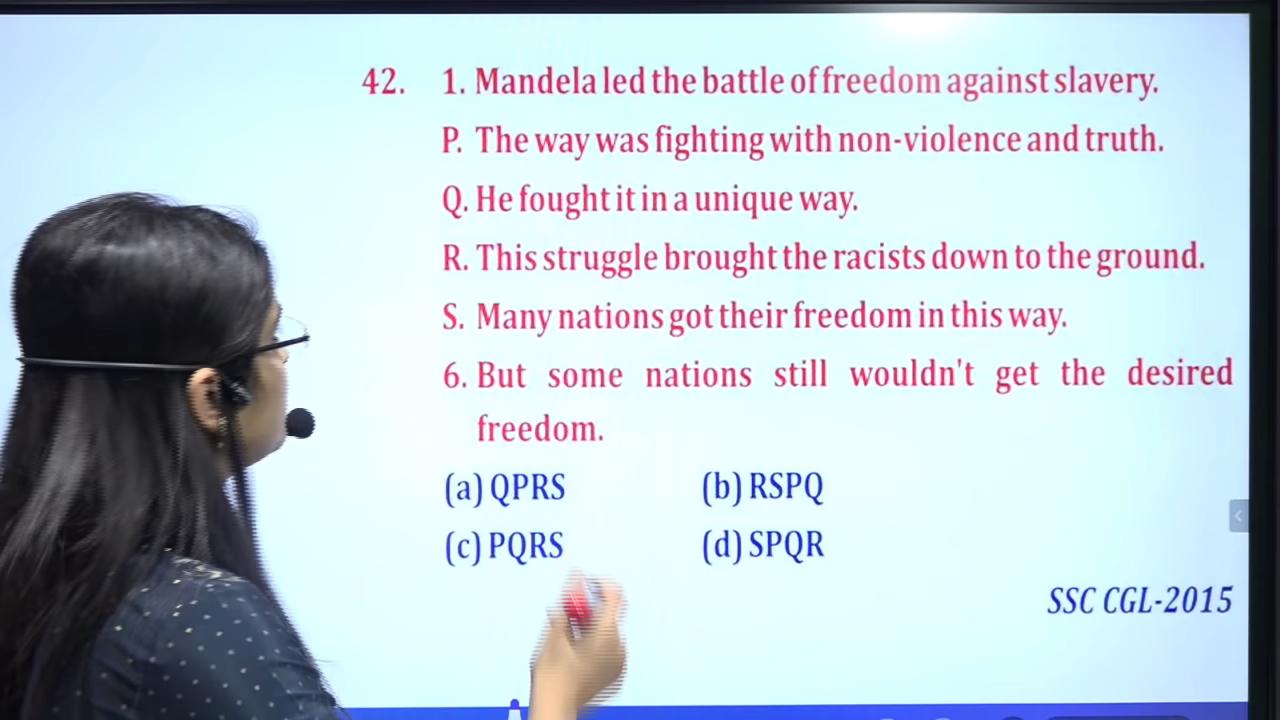 42. 1. Mandela led the battle of freedom against slavery.
P. The way was fighting with non-violence and truth.
Q. He fought it in a unique way.
R. This struggle brought the racists down to the ground.
S. Many nations got their freedom in this way.
6. But some nations still wouldn't get the desired
freedom.
(a) QPRS (b) RSPQ
(c) PQRS (d) SPQR
SSC CGL-2015